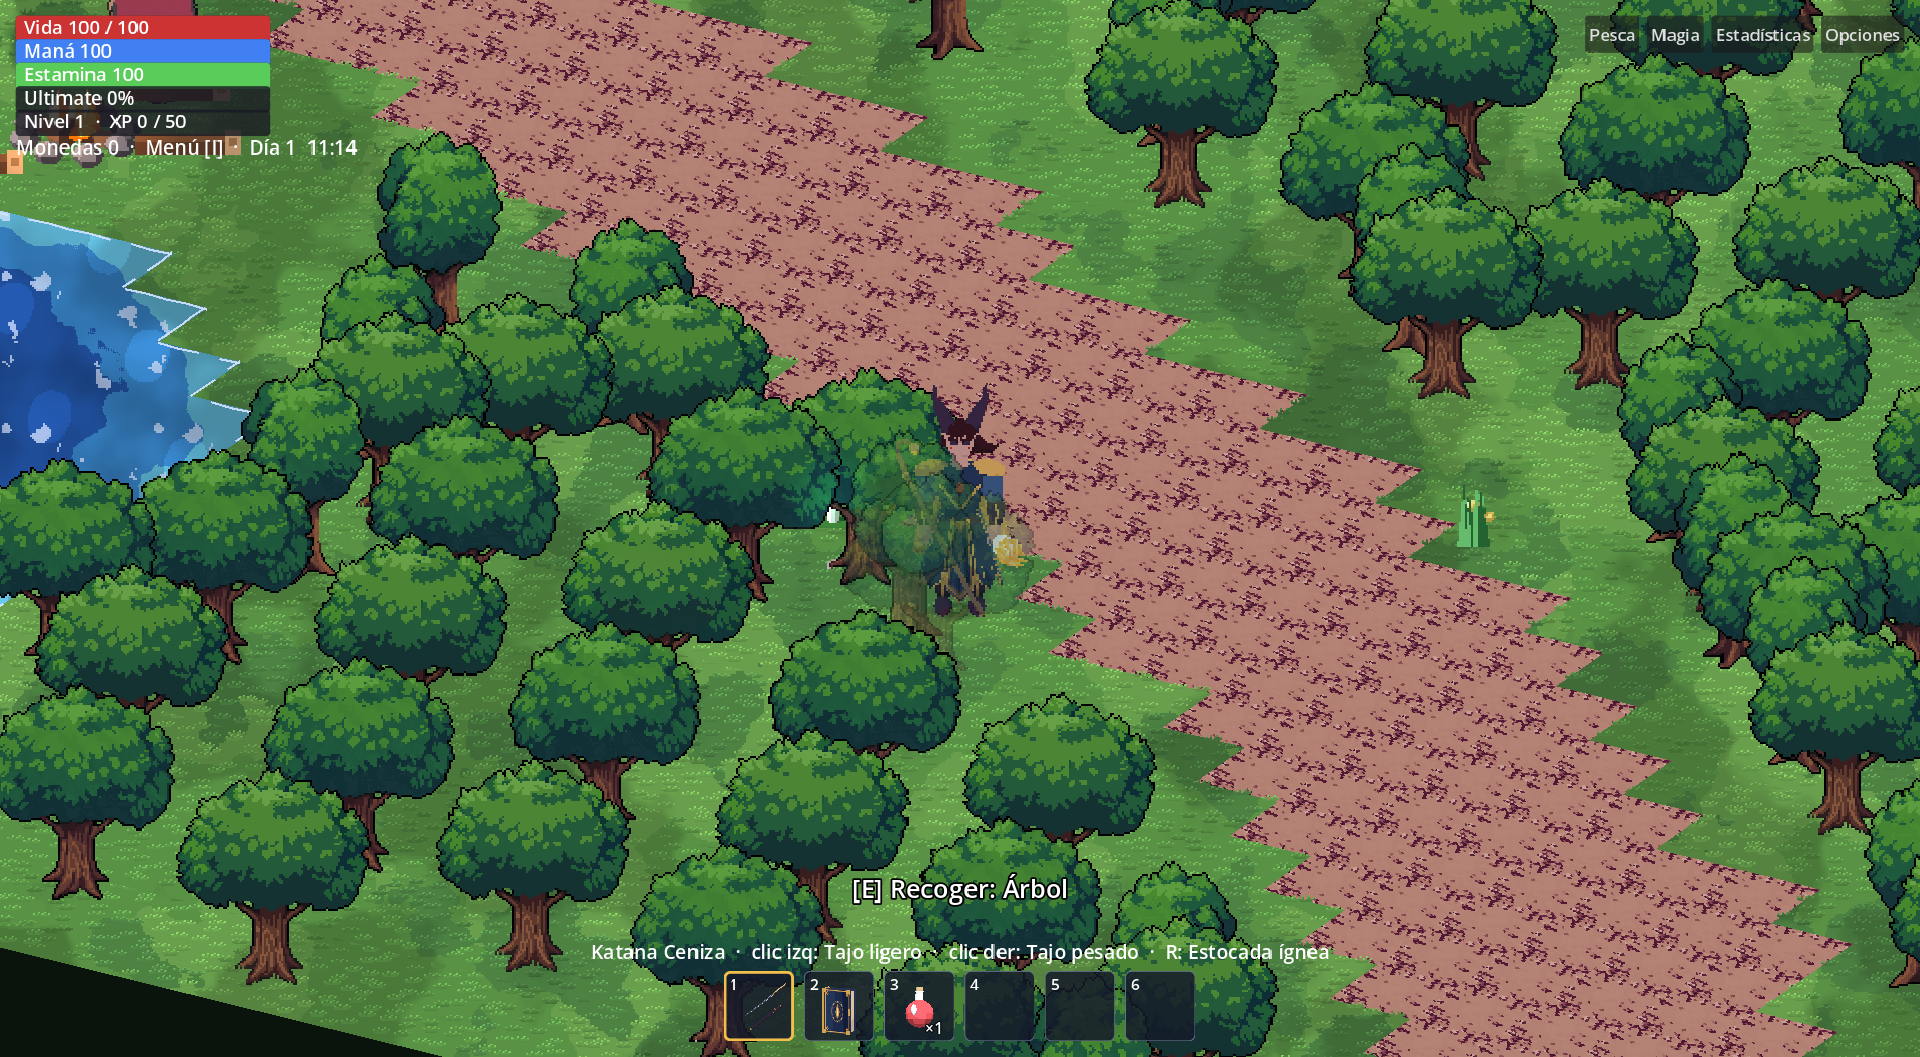 Vida 100 / 100
Maná 100
Estamina 100
Ultimate 0%
Nivel 1 · XP 0 / 50
Monedas 0 · Menú [I] · Día 1 11:14
Pesca Magia Estadísticas Opciones
[E] Recoger: Árbol
Katana Ceniza · clic izq: Tajo ligero · clic der: Tajo pesado · R: Estocada ígnea
1 2 3 4 5 6
×1